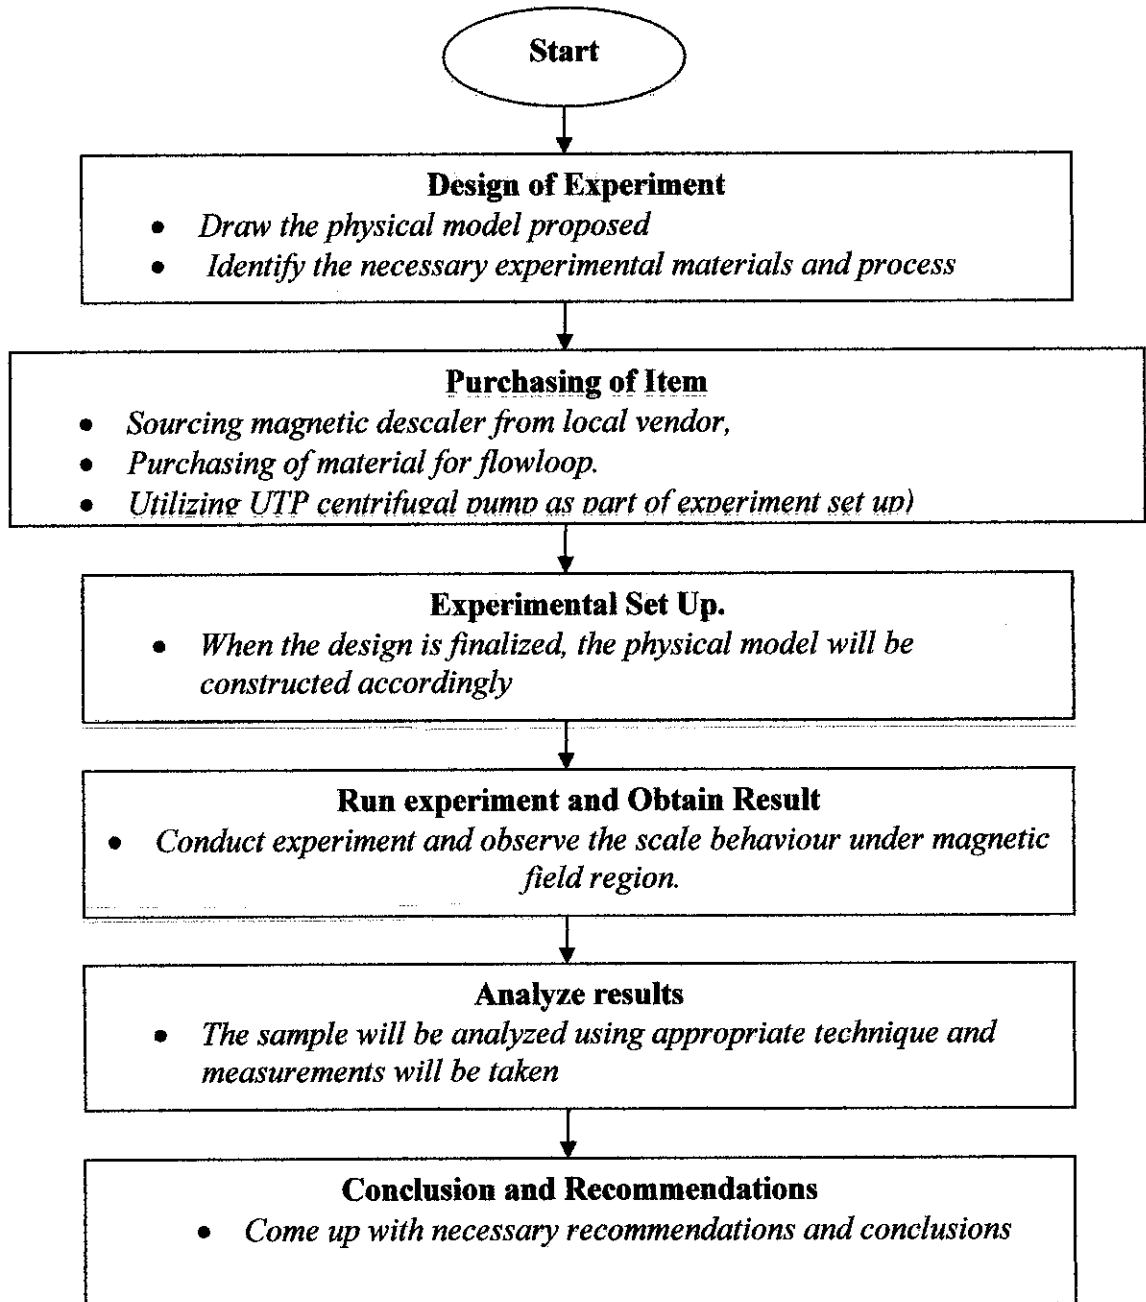 Start
Design of Experiment
• Draw the physical model proposed
• Identify the necessary experimental materials and process
Purchasing of Item
• Sourcing magnetic descaler from local vendor,
• Purchasing of material for flowloop.
• Utilizing UTP centrifugal pump as part of experiment set up)
Experimental Set Up.
• When the design is finalized, the physical model will be
constructed accordingly
Run experiment and Obtain Result
• Conduct experiment and observe the scale behaviour under magnetic
field region.
Analyze results
• The sample will be analyzed using appropriate technique and
measurements will be taken
Conclusion and Recommendations
• Come up with necessary recommendations and conclusions